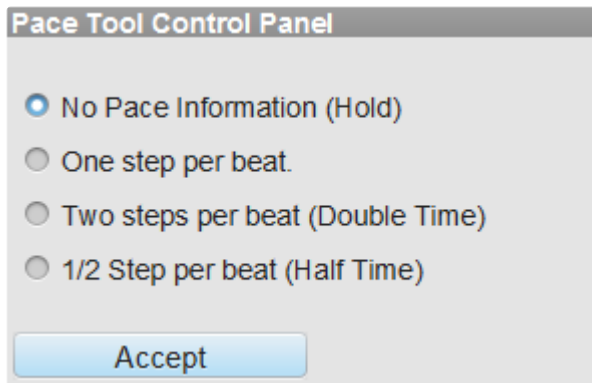 Pace Tool Control Panel
No Pace Information (Hold)
One step per beat.
Two steps per beat (Double Time)
1/2 Step per beat (Half Time)
Accept